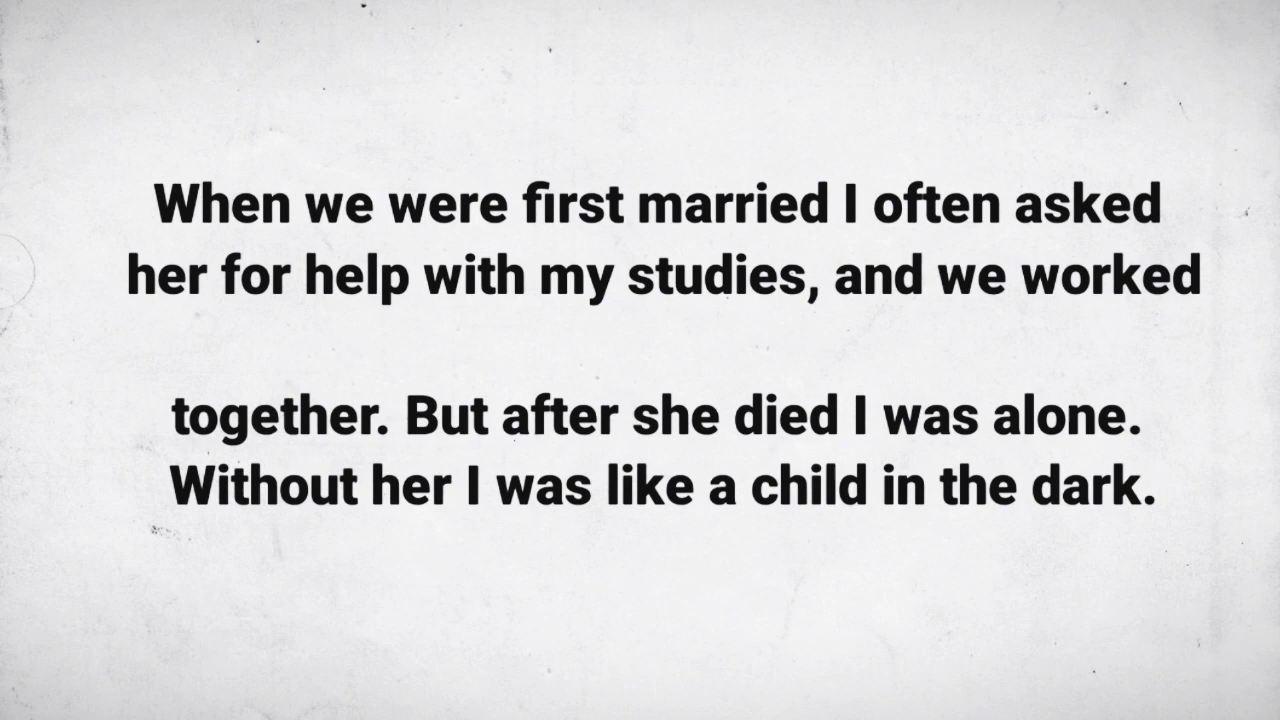 When we were first married I often asked
her for help with my studies, and we worked
together. But after she died I was alone.
Without her I was like a child in the dark.